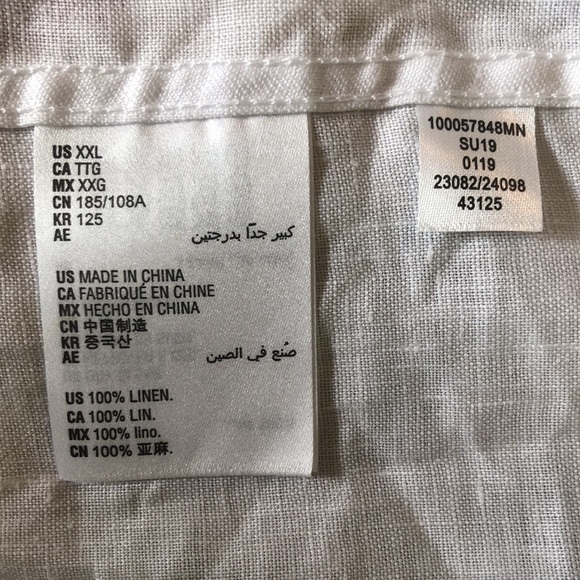 US XXL
CA TTG
MX XXG
CN 185/108A
KR 125
AE كبير جدًا بدرجتين
US MADE IN CHINA
CA FABRIQUÉ EN CHINE
MX HECHO EN CHINA
CN 中国制造
KR 중국산
AE صُنع في الصين
US 100% LINEN.
CA 100% LIN.
MX 100% lino.
CN 100% 亚麻.
100057848MN
SU19
0119
23082/24098
43125